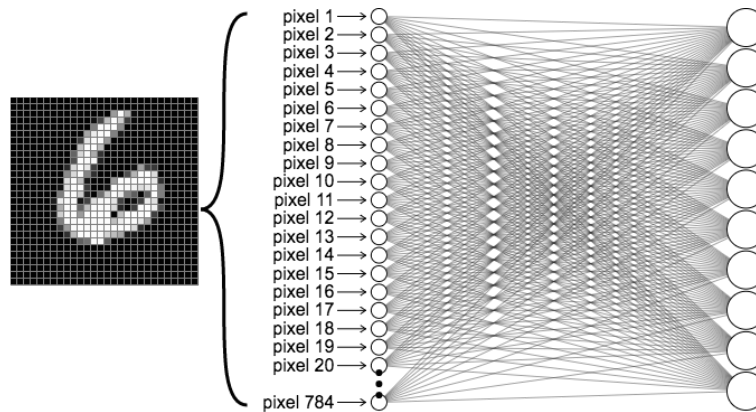 pixel 1
pixel 2
pixel 3
pixel 4
pixel 5
pixel 6
pixel 7
pixel 8
pixel 9
pixel 10
pixel 11
pixel 12
pixel 13
pixel 14
pixel 15
pixel 16
pixel 17
pixel 18
pixel 19
pixel 20
pixel 784